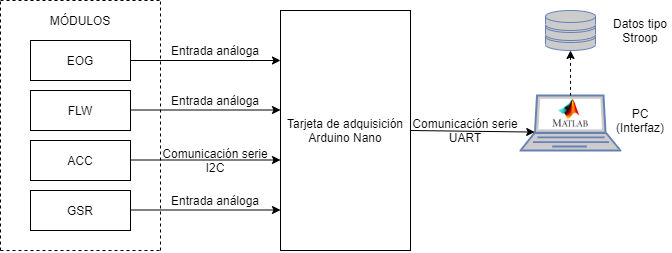 MÓDULOS
EOG
Entrada análoga
FLW
Entrada análoga
ACC
Comunicación serie
I2C
GSR
Entrada análoga
Tarjeta de adquisición
Arduino Nano
Comunicación serie
UART
Datos tipo
Stroop
MATLAB
PC
(Interfaz)